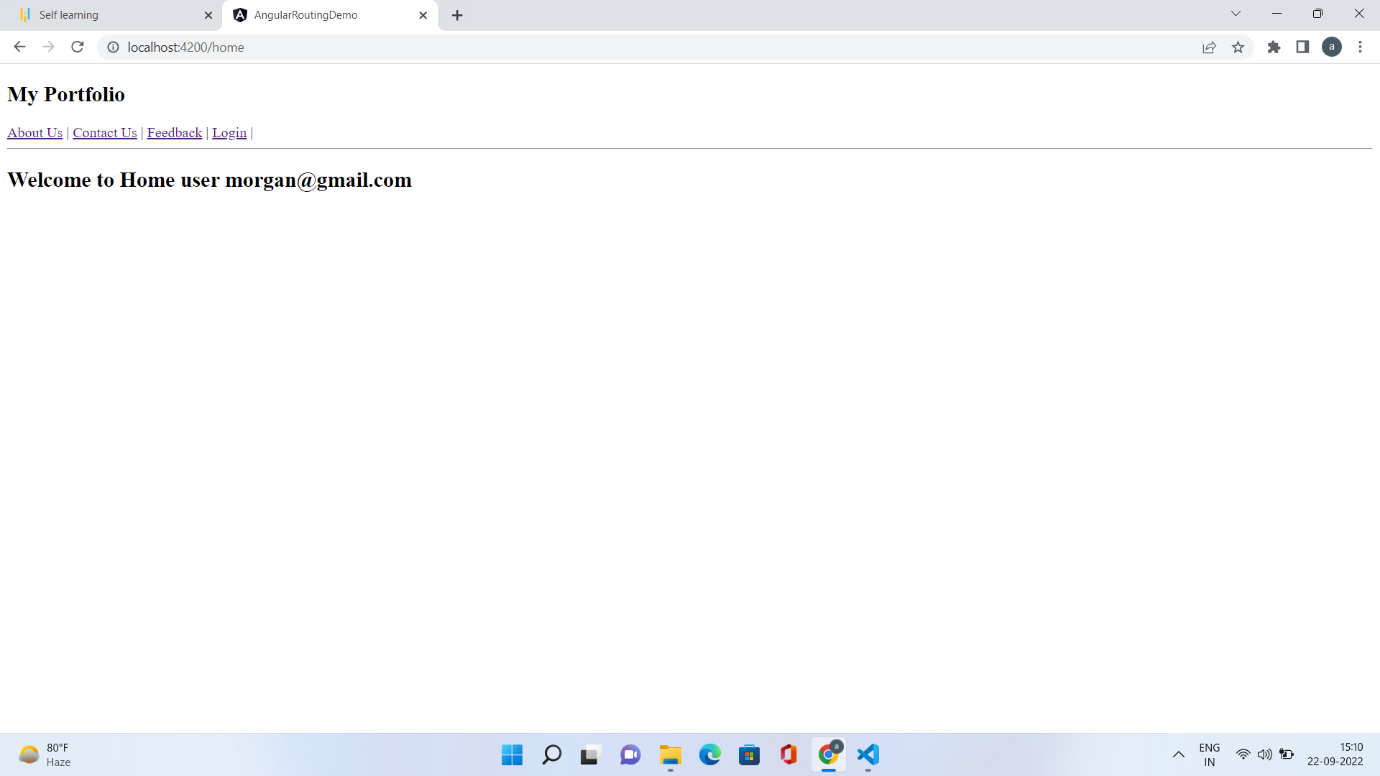 Self learning
AngularRoutingDemo
localhost:4200/home
a
My Portfolio
About Us | Contact Us | Feedback | Login |
Welcome to Home user morgan@gmail.com
80°F
Haze
a
ENG
IN
15:10
22-09-2022